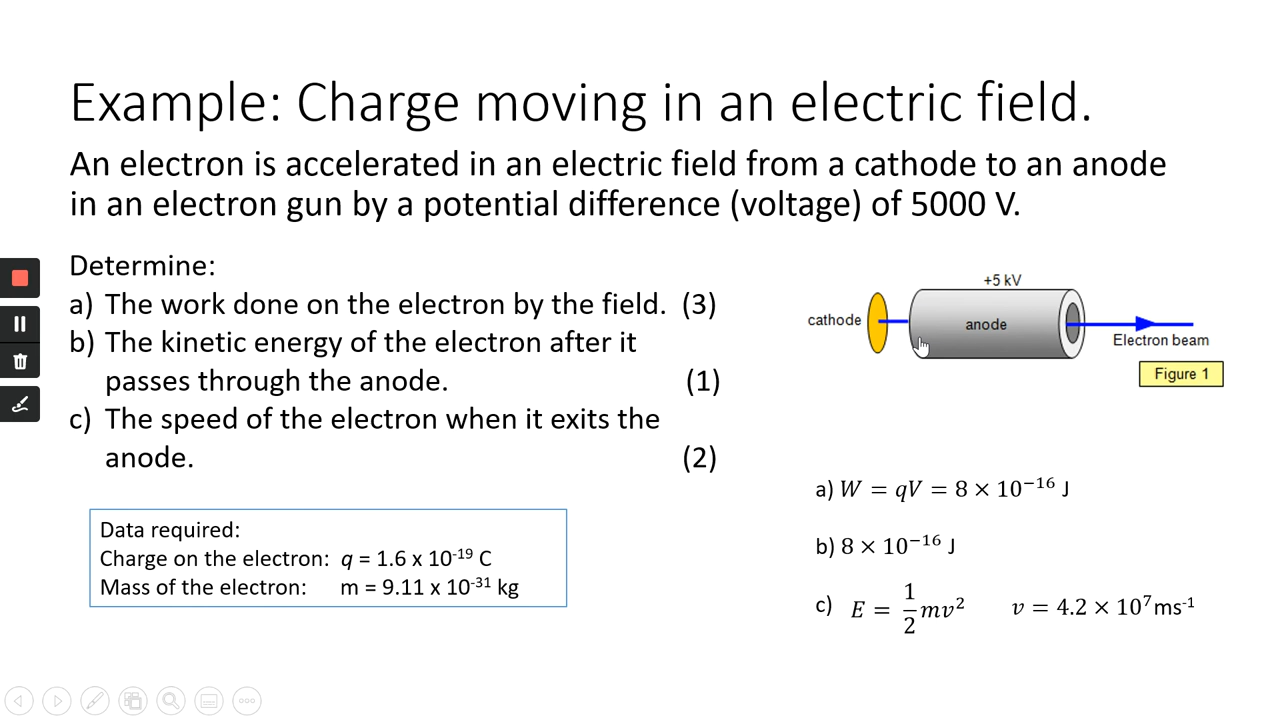 Example: Charge moving in an electric field.
An electron is accelerated in an electric field from a cathode to an anode
in an electron gun by a potential difference (voltage) of 5000 V.
Determine:
a) The work done on the electron by the field. (3)
b) The kinetic energy of the electron after it
passes through the anode. (1)
c) The speed of the electron when it exits the
anode. (2)
+5 kV
cathode
anode
Electron beam
Figure 1
Data required:
Charge on the electron: q = 1.6 x 10⁻¹⁹ C
Mass of the electron: m = 9.11 x 10⁻³¹ kg
a) W = qV = 8 × 10⁻¹⁶ J
b) 8 × 10⁻¹⁶ J
c) E = 1/2 mv² v = 4.2 × 10⁷ ms⁻¹